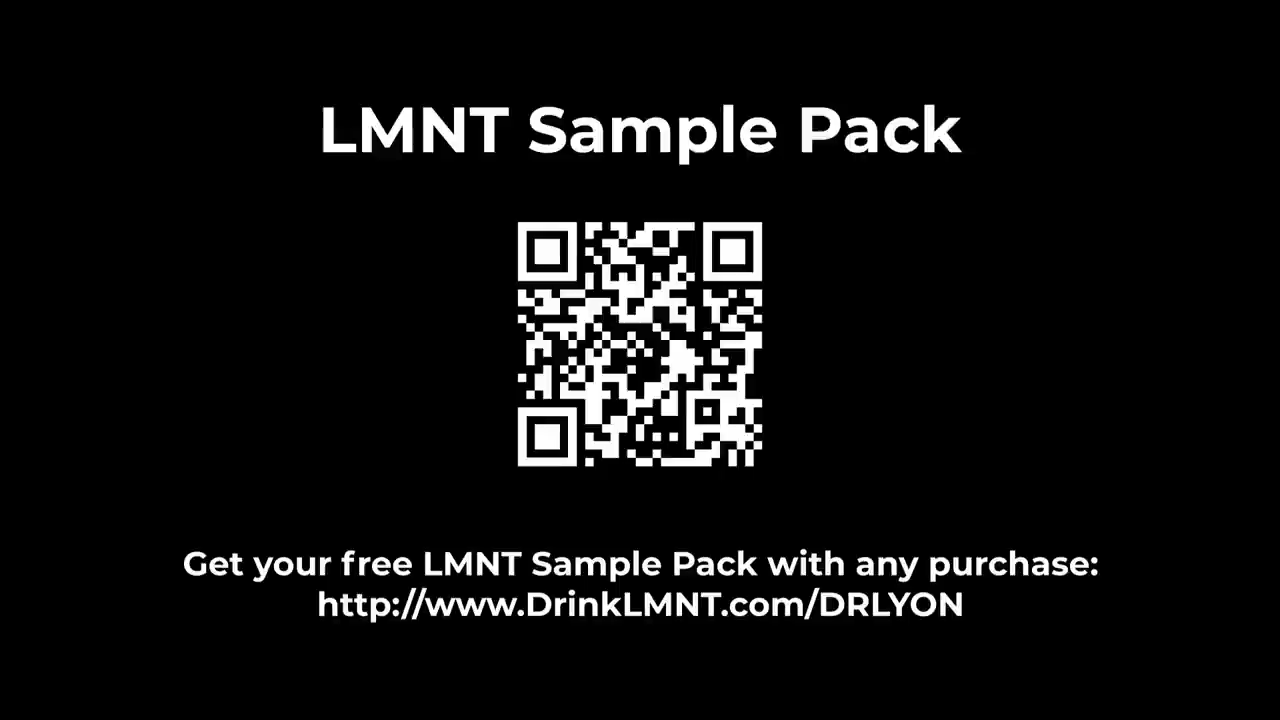 LMNT Sample Pack
Get your free LMNT Sample Pack with any purchase:
http://www.DrinkLMNT.com/DRLYON